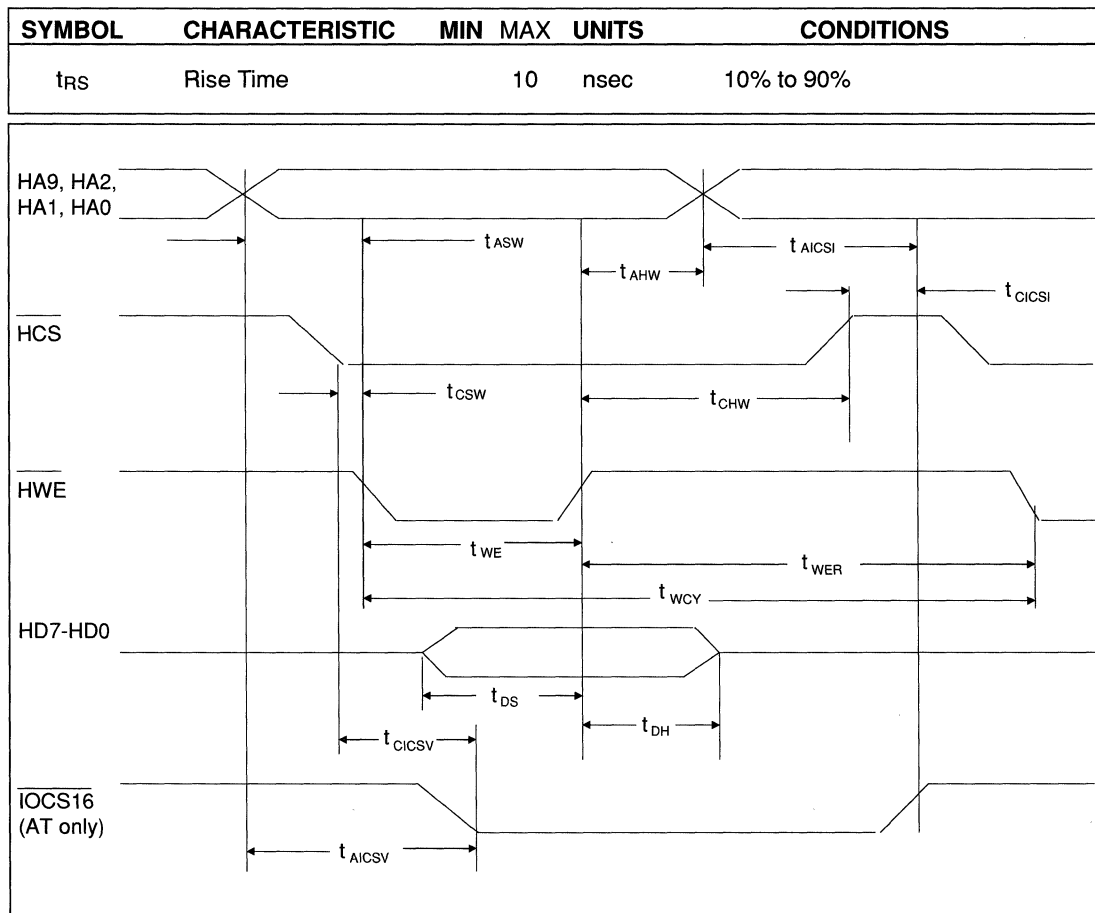 SYMBOL CHARACTERISTIC MIN MAX UNITS CONDITIONS
tRS Rise Time 10 nsec 10% to 90%
HA9, HA2,
HA1, HA0
tASW
tAICSI
tAHW
tCICSI
HCS
tCSW
tCHW
HWE
tWE
tWER
tWCY
HD7-HD0
tDS
tDH
tCICSV
IOCS16
(AT only)
tAICSV